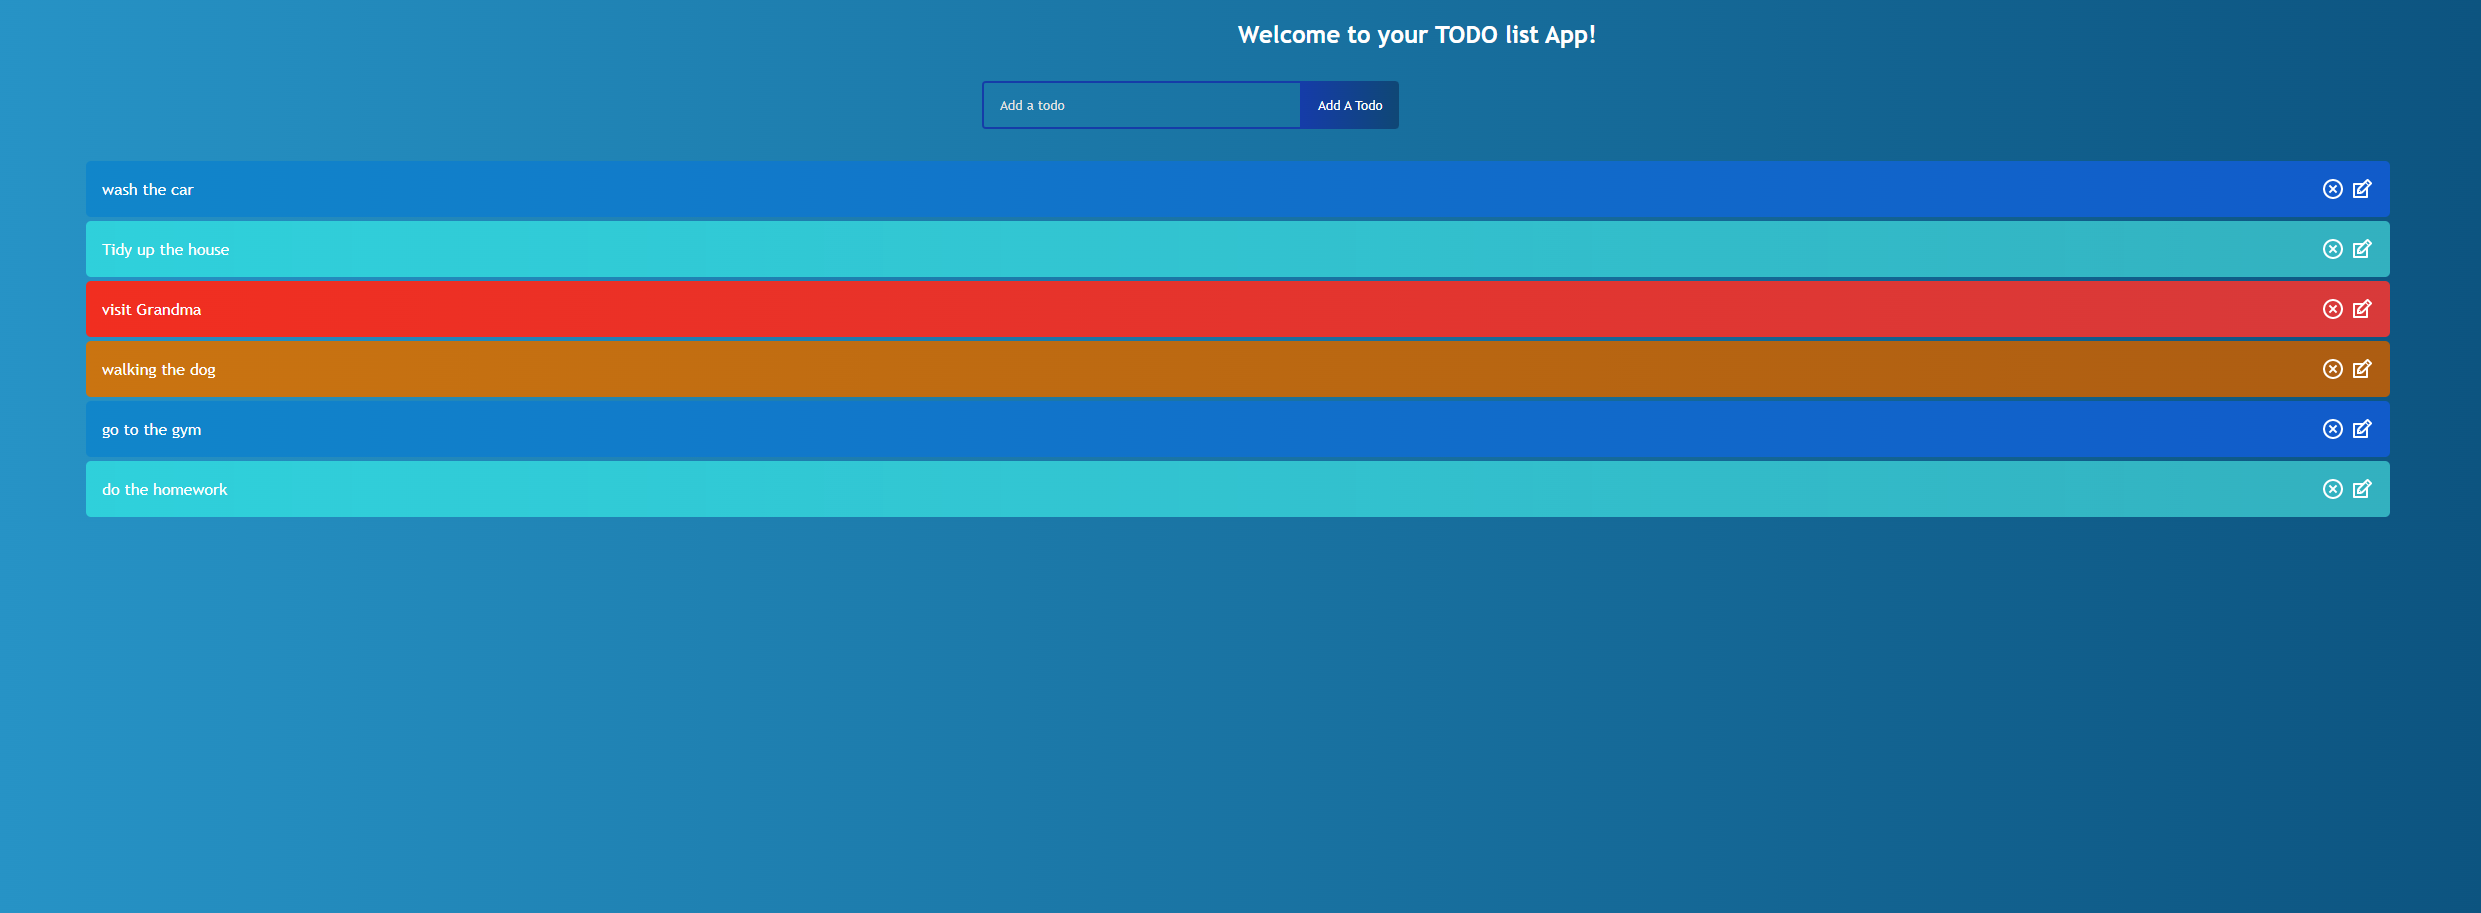 Welcome to your TODO list App!
Add a todo Add A Todo
wash the car
Tidy up the house
visit Grandma
walking the dog
go to the gym
do the homework